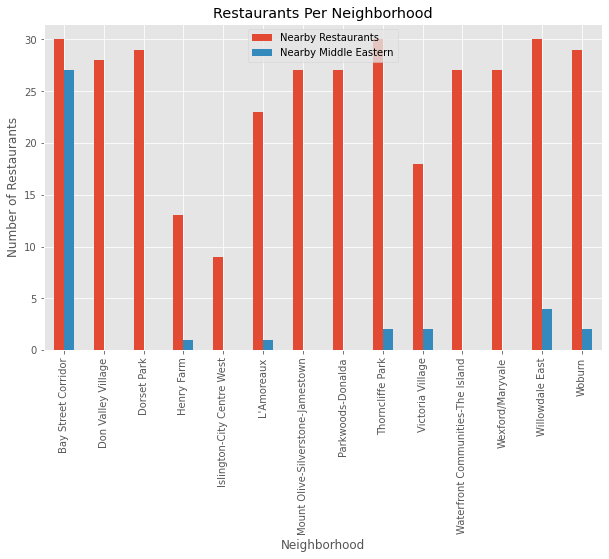 Restaurants Per Neighborhood
Nearby Restaurants
Nearby Middle Eastern
Number of Restaurants
30
25
20
15
10
5
0
Bay Street Corridor
Don Valley Village
Dorset Park
Henry Farm
Islington-City Centre West
L'Amoreaux
Mount Olive-Silverstone-Jamestown
Parkwoods-Donalda
Thorncliffe Park
Victoria Village
Waterfront Communities-The Island
Wexford/Maryvale
Willowdale East
Woburn
Neighborhood